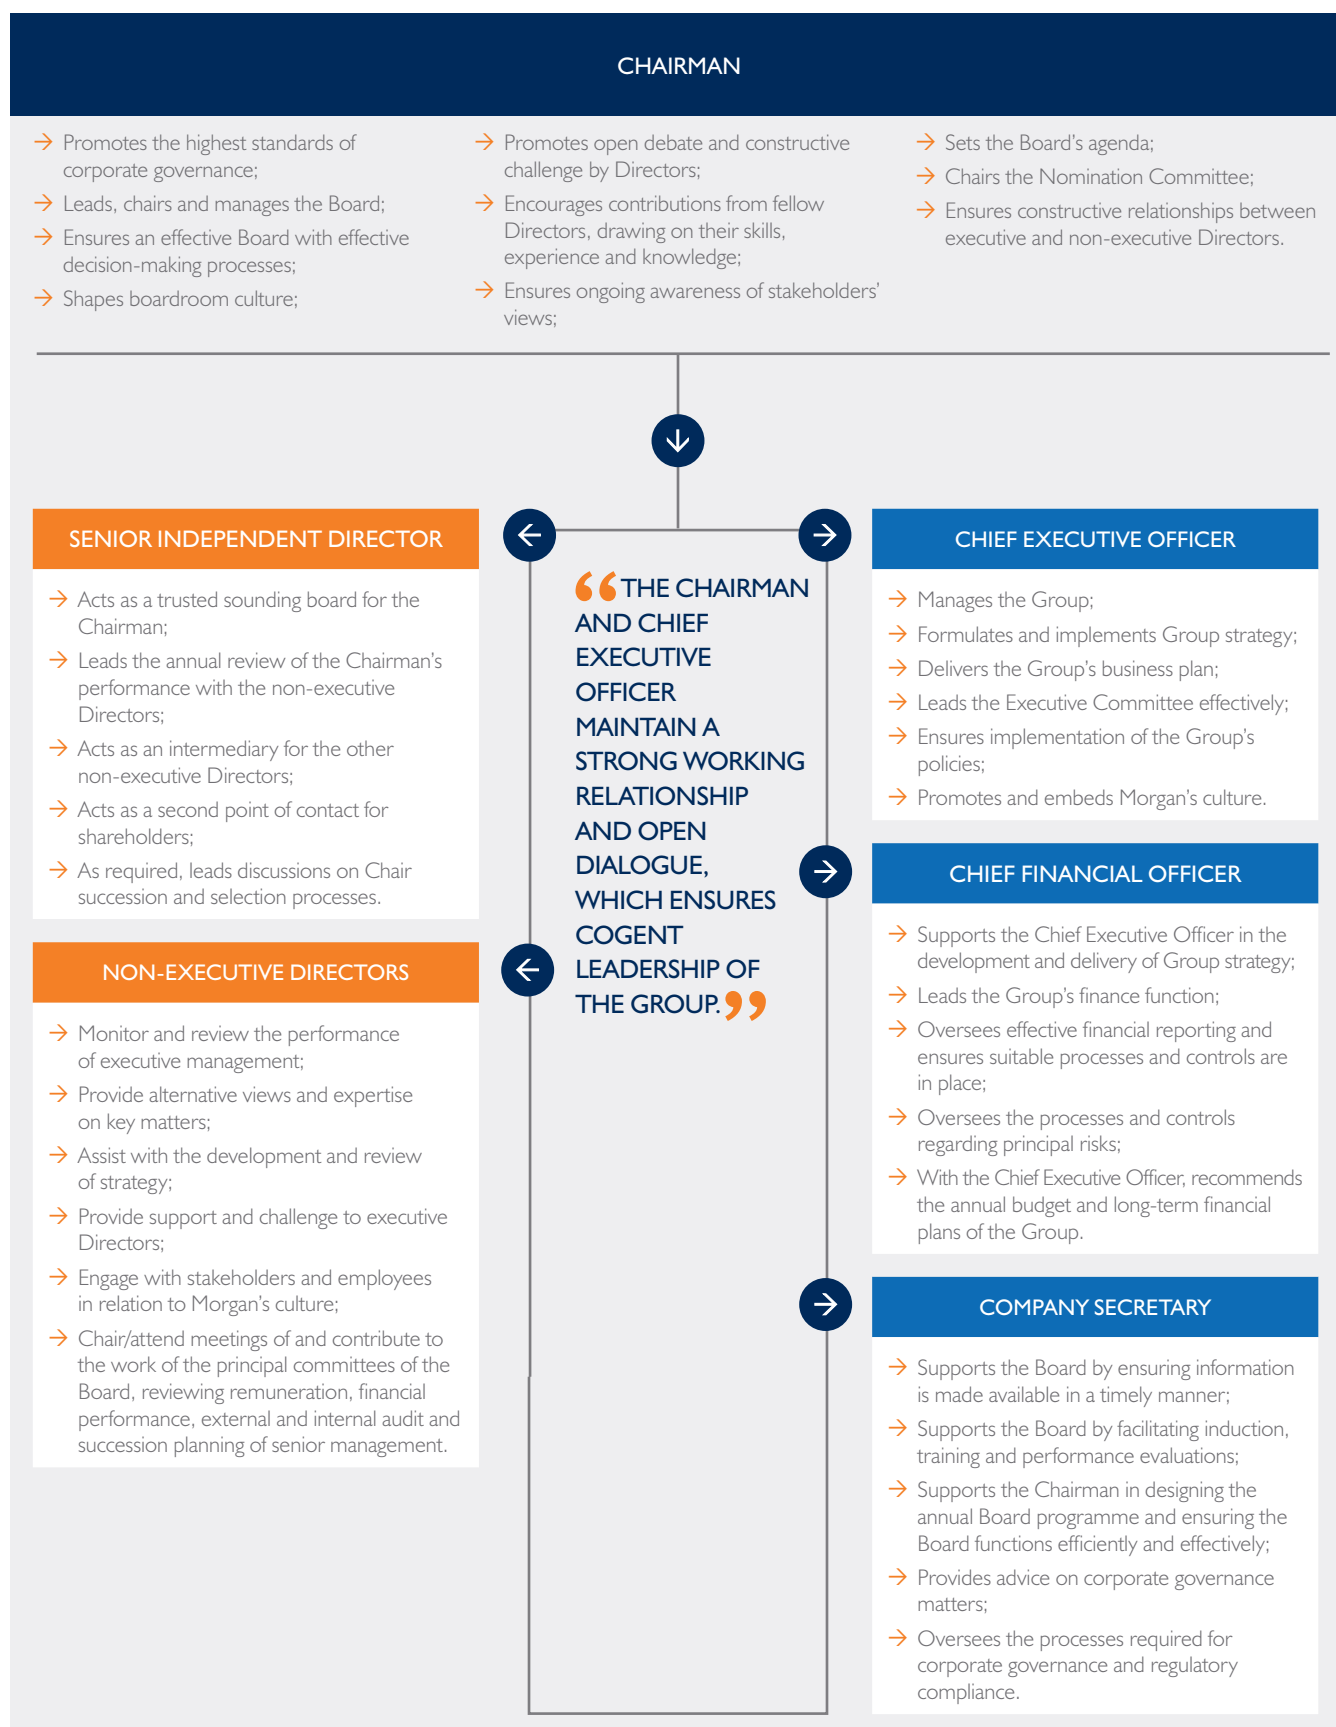 CHAIRMAN
Promotes the highest standards of
corporate governance;
Leads, chairs and manages the Board;
Ensures an effective Board with effective
decision-making processes;
Shapes boardroom culture;
Promotes open debate and constructive
challenge by Directors;
Encourages contributions from fellow
Directors, drawing on their skills,
experience and knowledge;
Ensures ongoing awareness of stakeholders'
views;
Sets the Board's agenda;
Chairs the Nomination Committee;
Ensures constructive relationships between
executive and non-executive Directors.
SENIOR INDEPENDENT DIRECTOR
Acts as a trusted sounding board for the
Chairman;
Leads the annual review of the Chairman's
performance with the non-executive
Directors;
Acts as an intermediary for the other
non-executive Directors;
Acts as a second point of contact for
shareholders;
As required, leads discussions on Chair
succession and selection processes.
NON-EXECUTIVE DIRECTORS
Monitor and review the performance
of executive management;
Provide alternative views and expertise
on key matters;
Assist with the development and review
of strategy;
Provide support and challenge to executive
Directors;
Engage with stakeholders and employees
in relation to Morgan's culture;
Chair/attend meetings of and contribute to
the work of the principal committees of the
Board, reviewing remuneration, financial
performance, external and internal audit and
succession planning of senior management.
“THE CHAIRMAN
AND CHIEF
EXECUTIVE
OFFICER
MAINTAIN A
STRONG WORKING
RELATIONSHIP
AND OPEN
DIALOGUE,
WHICH ENSURES
COGENT
LEADERSHIP OF
THE GROUP.”
CHIEF EXECUTIVE OFFICER
Manages the Group;
Formulates and implements Group strategy;
Delivers the Group's business plan;
Leads the Executive Committee effectively;
Ensures implementation of the Group's
policies;
Promotes and embeds Morgan's culture.
CHIEF FINANCIAL OFFICER
Supports the Chief Executive Officer in the
development and delivery of Group strategy;
Leads the Group's finance function;
Oversees effective financial reporting and
ensures suitable processes and controls are
in place;
Oversees the processes and controls
regarding principal risks;
With the Chief Executive Officer, recommends
the annual budget and long-term financial
plans of the Group.
COMPANY SECRETARY
Supports the Board by ensuring information
is made available in a timely manner;
Supports the Board by facilitating induction,
training and performance evaluations;
Supports the Chairman in designing the
annual Board programme and ensuring the
Board functions efficiently and effectively;
Provides advice on corporate governance
matters;
Oversees the processes required for
corporate governance and regulatory
compliance.